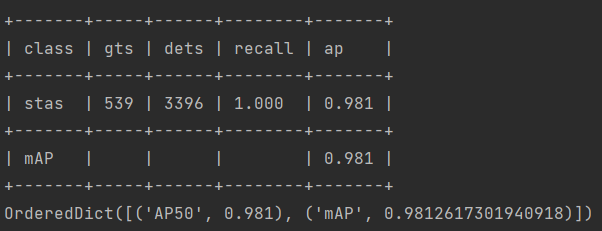 +-------+-----+------+--------+-------+
| class | gts | dets | recall | ap    |
+-------+-----+------+--------+-------+
| stas  | 539 | 3396 | 1.000  | 0.981 |
+-------+-----+------+--------+-------+
| mAP   |     |      |        | 0.981 |
+-------+-----+------+--------+-------+
OrderedDict([('AP50', 0.981), ('mAP', 0.9812617301940918)])